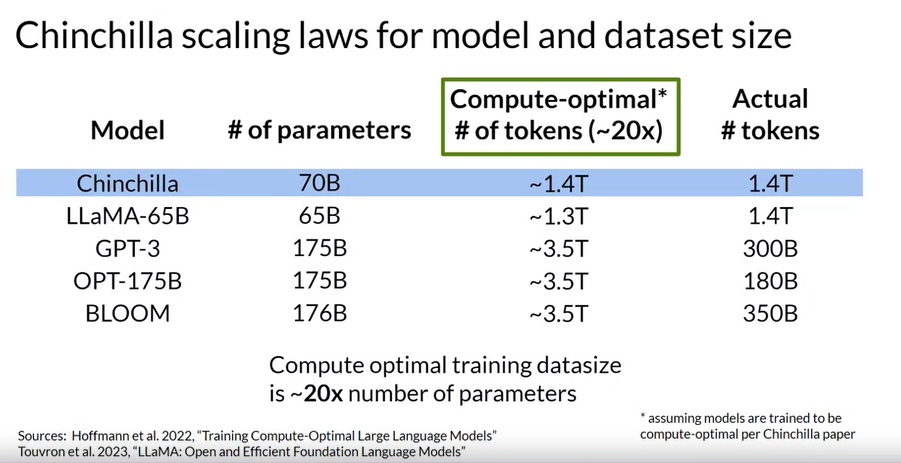 Chinchilla scaling laws for model and dataset size
Model # of parameters Compute-optimal* # of tokens (~20x) Actual # tokens
Chinchilla 70B ~1.4T 1.4T
LLaMA-65B 65B ~1.3T 1.4T
GPT-3 175B ~3.5T 300B
OPT-175B 175B ~3.5T 180B
BLOOM 176B ~3.5T 350B
Compute optimal training datasize
is ~20x number of parameters
* assuming models are trained to be
compute-optimal per Chinchilla paper
Sources: Hoffmann et al. 2022, “Training Compute-Optimal Large Language Models”
Touvron et al. 2023, “LLaMA: Open and Efficient Foundation Language Models”